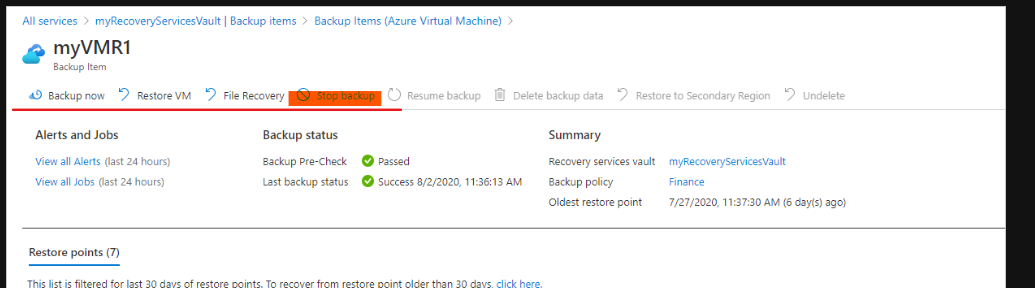 All services > myRecoveryServicesVault | Backup items > Backup Items (Azure Virtual Machine) >
myVMR1
Backup Item
Backup now Restore VM File Recovery Stop backup Resume backup Delete backup data Restore to Secondary Region Undelete
Alerts and Jobs Backup status Summary
View all Alerts (last 24 hours) Backup Pre-Check Passed Recovery services vault myRecoveryServicesVault
View all Jobs (last 24 hours) Last backup status Success 8/2/2020, 11:36:13 AM Backup policy Finance
Oldest restore point 7/27/2020, 11:37:30 AM (6 day(s) ago)
Restore points (7)
This list is filtered for last 30 days of restore points. To recover from restore point older than 30 days, click here.